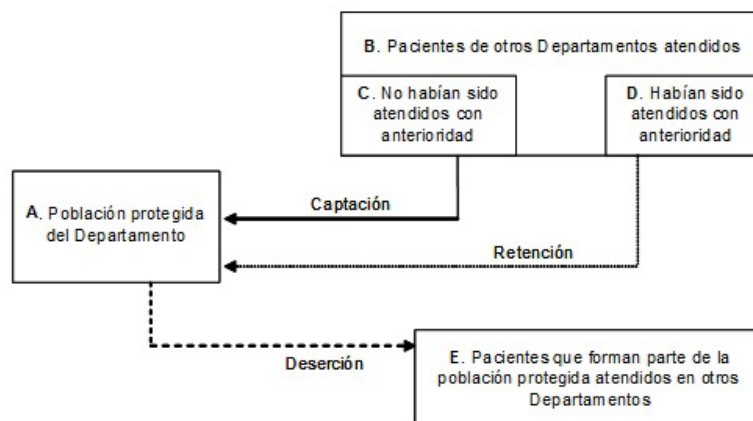 B. Pacientes de otros Departamentos atendidos
C. No habían sido
atendidos con
anterioridad
D. Habían sido
atendidos con
anterioridad
A. Población protegida
del Departamento
Captación
Retención
Deserción
E. Pacientes que forman parte de la
población protegida atendidos en otros
Departamentos